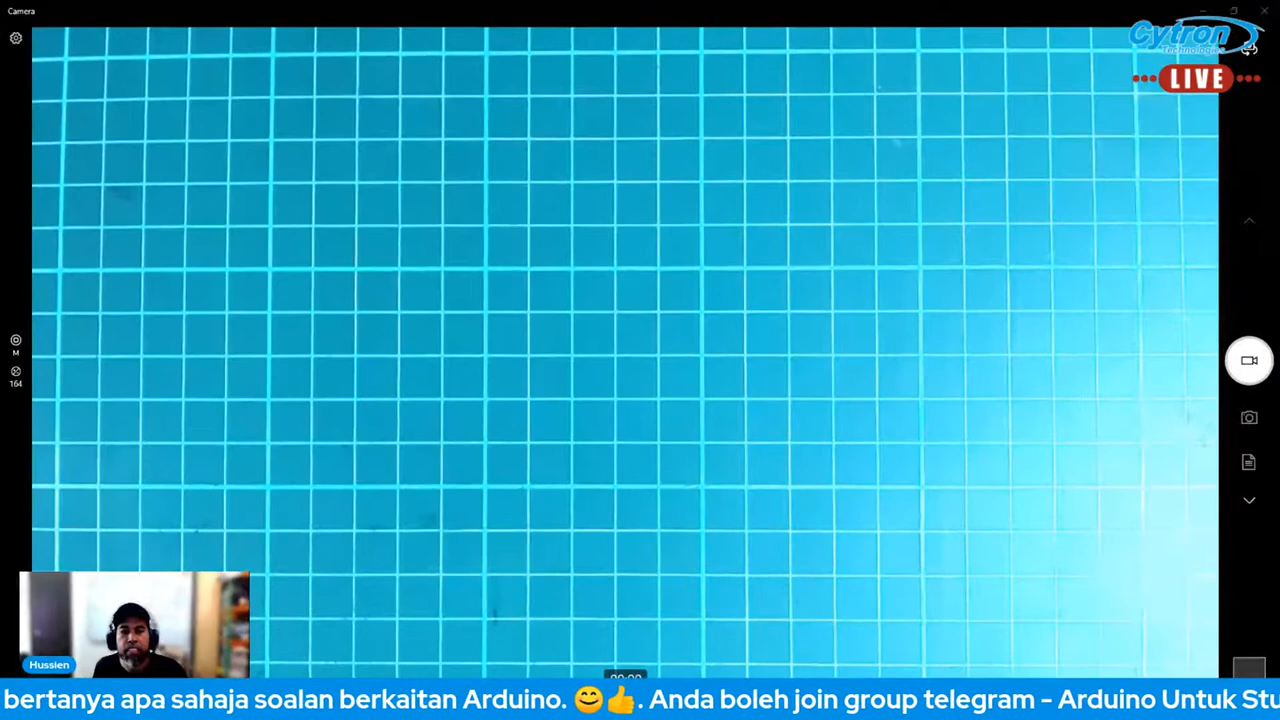 Camera
Cytron
Technologies
LIVE
M
164
Hussien
bertanya apa sahaja soalan berkaitan Arduino. 😊👍. Anda boleh join group telegram - Arduino Untuk Stu